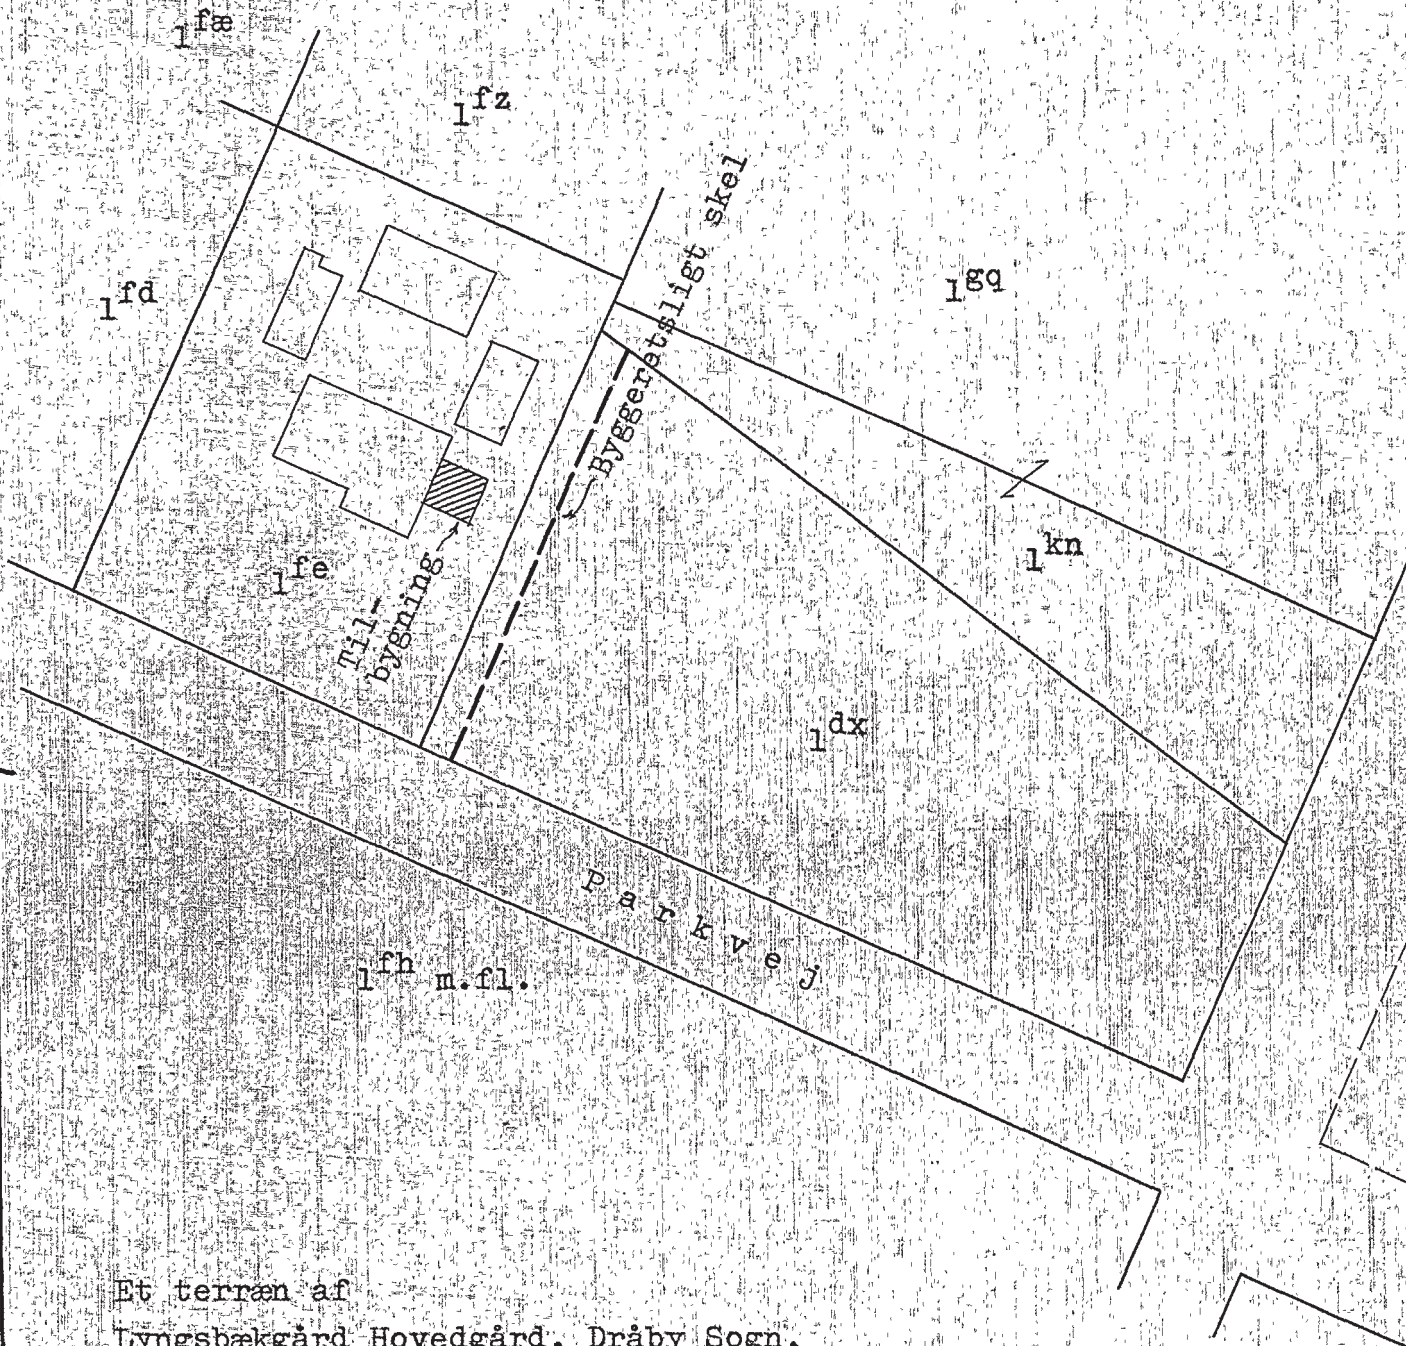 1fæ
1fz
Byggeretsligt skel
1gq
1fd
1kn
1fe
Til-
bygning
1dx
Parkvej
1fh m.fl.
Et terræn af
Lyngsbækgård Hovedgård, Dråby Sogn.